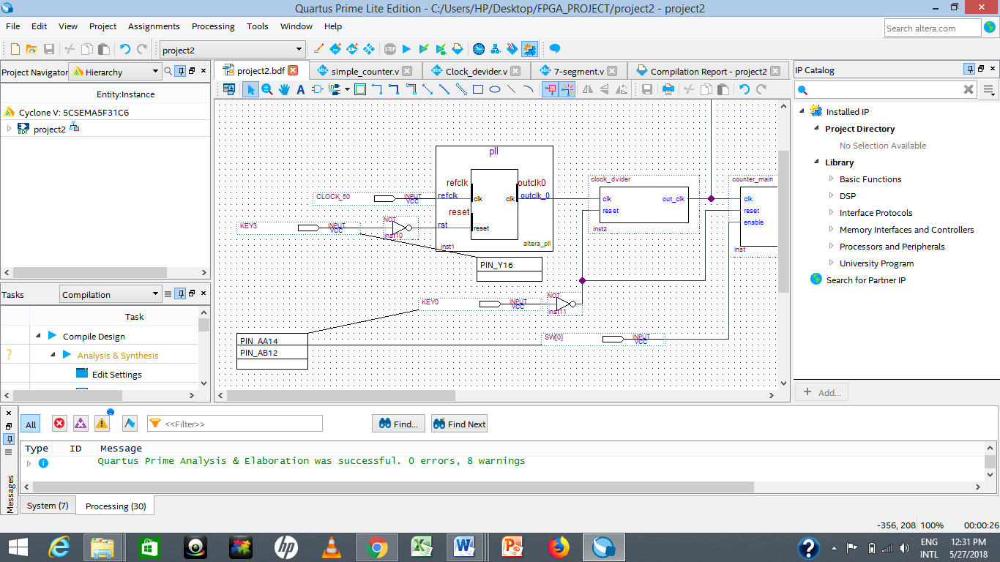 Quartus Prime Lite Edition - C:/Users/HP/Desktop/FPGA_PROJECT/project2 - project2
File Edit View Project Assignments Processing Tools Window Help
Search altera.com
project2
Project Navigator Hierarchy
project2.bdf simple_counter.v Clock_devider.v 7-segment.v Compilation Report - project2
IP Catalog
Entity:Instance
Cyclone V: 5CSEMA5F31C6
BDF project2
Installed IP
Project Directory
No Selection Available
Library
Basic Functions
DSP
Interface Protocols
Memory Interfaces and Controllers
Processors and Peripherals
University Program
Search for Partner IP
Add...
pll
refclk outclk0
CLOCK_50 INPUT VCC refclk clk clk outclk_0
reset
KEY3 INPUT VCC NOT inst10 rst reset
inst1 altera_pll
PIN_Y16
clock_dvider
clk out_clk
reset
inst2
counter_main
clk
reset
enable
inst
KEY0 INPUT VCC NOT inst11
SW[0] INPUT VCC
PIN_AA14
PIN_AB12
Tasks Compilation
Task
Compile Design
? Analysis & Synthesis
Edit Settings
All <<Filter>> Find... Find Next
Type ID Message
Quartus Prime Analysis & Elaboration was successful. 0 errors, 8 warnings
Messages
System (7) Processing (30)
-356, 208 100% 00:00:26
ENG 12:31 PM
INTL 5/27/2018